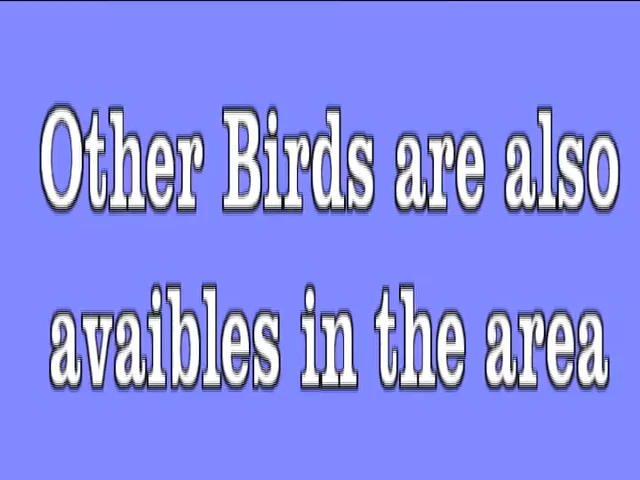 Other Birds are also
avaibles in the area